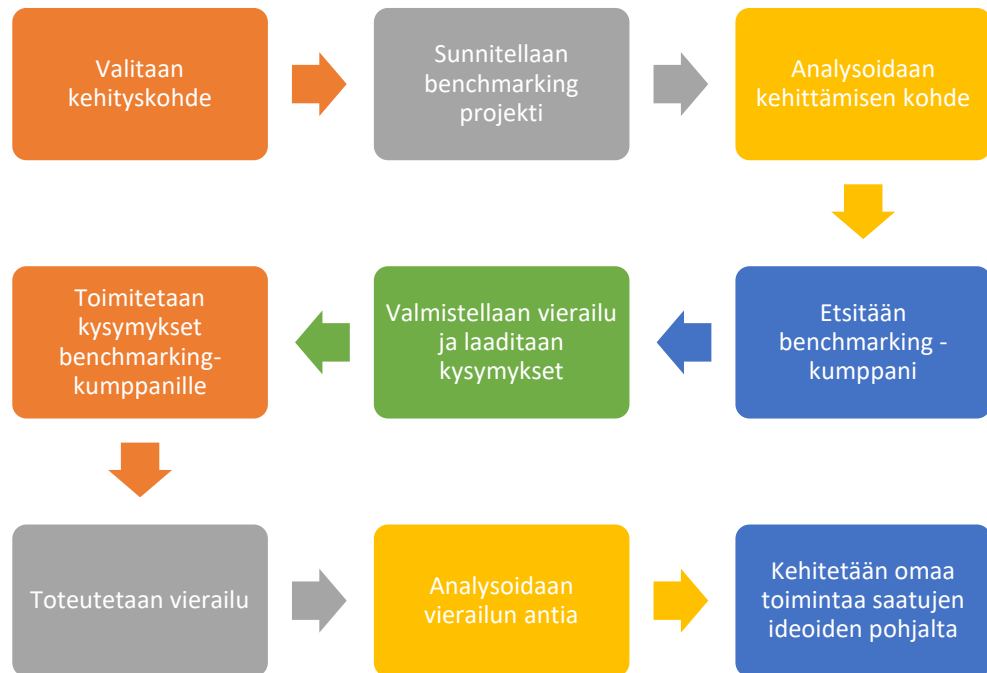 Valitaan
kehityskohde
Sunnitellaan
benchmarking
projekti
Analysoidaan
kehittämisen kohde
Etsitään
benchmarking -
kumppani
Valmistellaan vierailu
ja laaditaan
kysymykset
Toimitetaan
kysymykset
benchmarking-
kumppanille
Toteutetaan vierailu
Analysoidaan
vierailun antia
Kehitetään omaa
toimintaa saatujen
ideoiden pohjalta